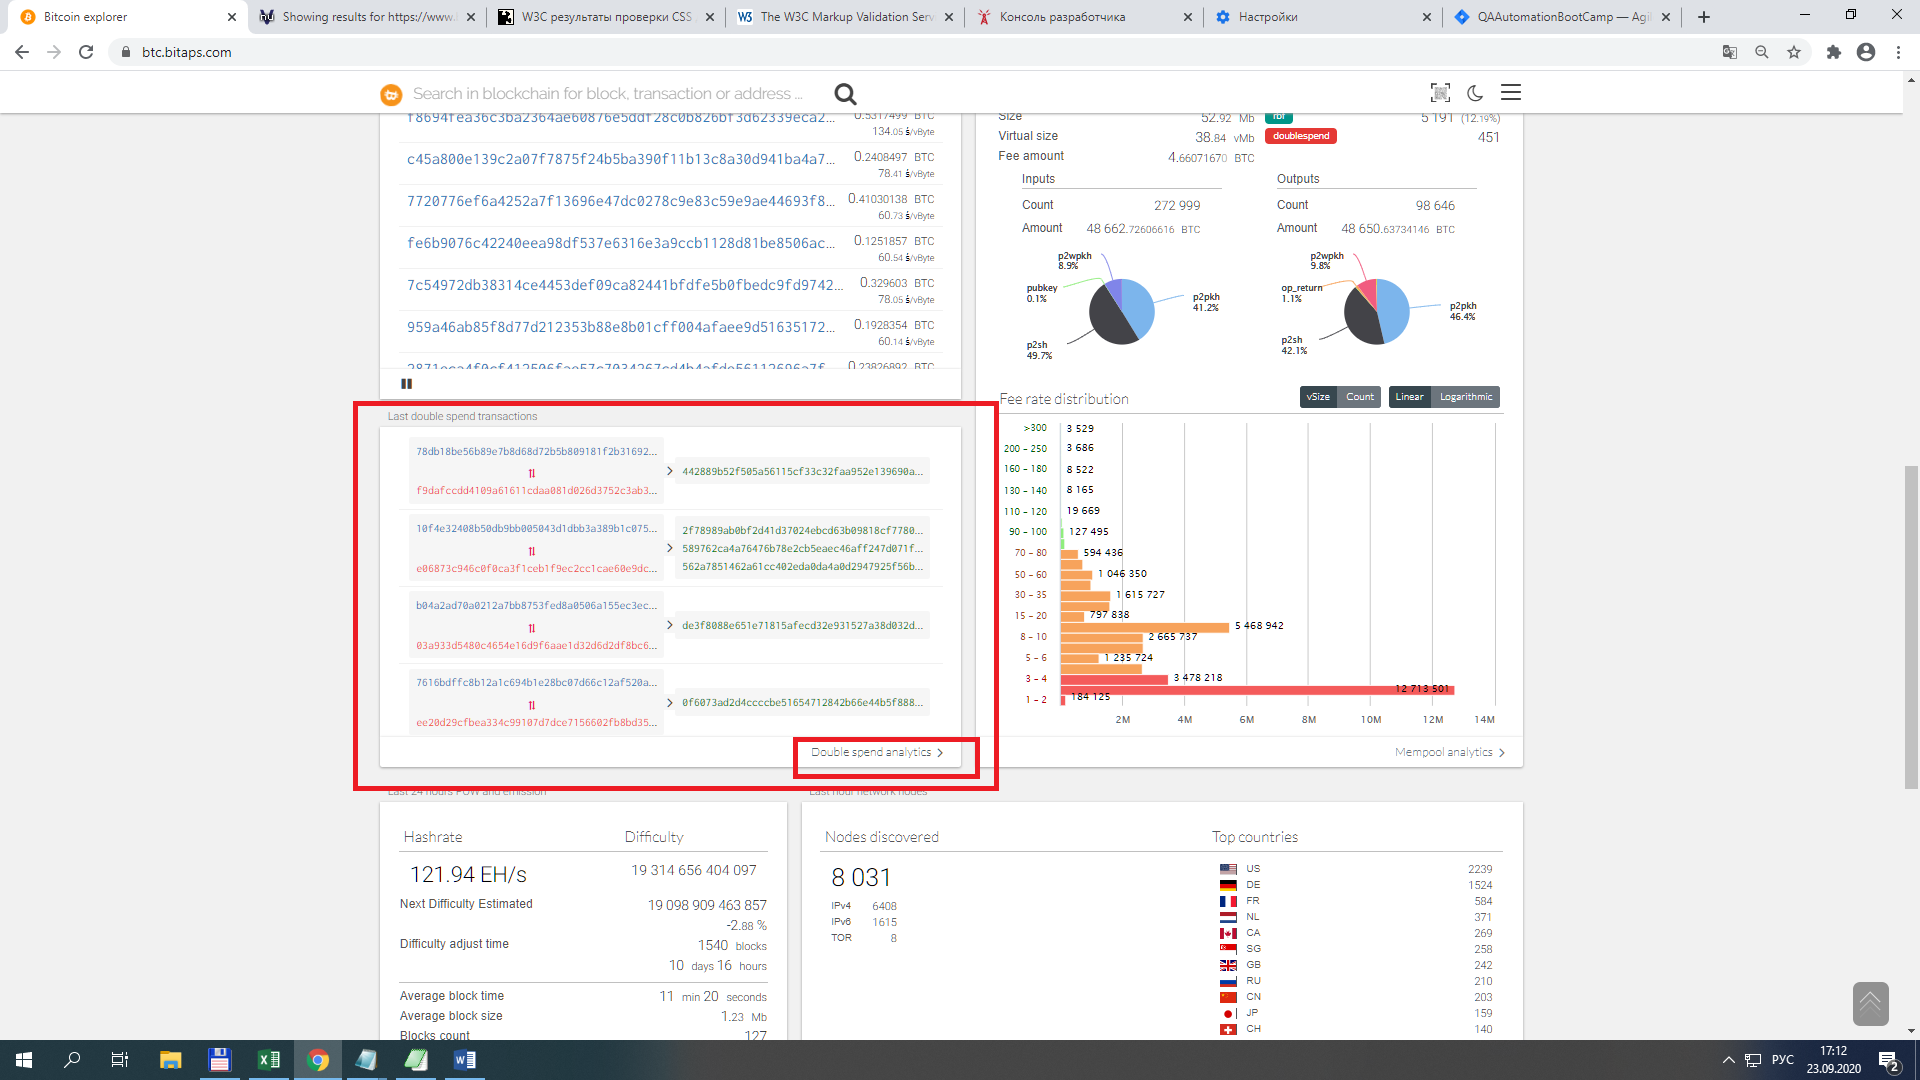 Bitcoin explorer
Showing results for https://www.
W3C результаты проверки CSS
The W3C Markup Validation Serv
Консоль разработчика
Настройки
QAAutomationBootCamp — Agil
btc.bitaps.com
Search in blockchain for block, transaction or address ...
f8694fea36c3ba2364ae60876e5ddf28c0b826bf3d62339eca2...
0.5317499 BTC
134.05 ṡ/vByte
c45a800e139c2a07f7875f24b5ba390f11b13c8a30d941ba4a7...
0.2408497 BTC
78.41 ṡ/vByte
7720776ef6a4252a7f13696e47dc0278c9e83c59e9ae44693f8...
0.41030138 BTC
60.73 ṡ/vByte
fe6b9076c42240eea98df537e6316e3a9ccb1128d81be8506ac...
0.1251857 BTC
60.54 ṡ/vByte
7c54972db38314ce4453def09ca82441bfdfe5b0fbedc9fd9742...
0.329603 BTC
78.05 ṡ/vByte
959a46ab85f8d77d212353b88e8b01cff004afaee9d51635172...
0.1928354 BTC
60.14 ṡ/vByte
0.23826892 BTC
Size 52.92 Mb
rbf 5 191 (12.19%)
Virtual size 38.84 vMb
doublespend 451
Fee amount 4.6607167 BTC
Inputs
Count 272 999
Amount 48 662.72606616 BTC
Outputs
Count 98 646
Amount 48 650.63734146 BTC
p2wpkh
8.9%
pubkey
0.1%
p2pkh
41.2%
p2sh
49.7%
p2wpkh
9.8%
op_return
1.1%
p2pkh
46.4%
p2sh
42.1%
Last double spend transactions
78db18be56b89e7b8d68d72b5b809181f2b31692...
f9dafccdd4109a61611cdaa081d026d3752c3ab3...
442889b52f505a56115cf33c32faa952e139690a...
10f4e32408b50db9bb005043d1dbb3a389b1c075...
e06873c946c0f0ca3f1ceb1f9ec2cc1cae60e9dc...
2f78989ab0bf2d41d37024ebcd63b09818cf7780...
589762ca4a76476b78e2cb5eaec46aff247d071f...
562a7851462a61cc402eda0da4a0d2947925f56b...
b04a2ad70a0212a7bb8753fed8a0506a155ec3ec...
03a933d5480c4654e16d9f6aae1d32d6d2df8bc6...
de3f8088e651e71815afecd32e931527a38d032d...
7616bdffc8b12a1c694b1e28bc07d66c12af520a...
ee20d29cfbea334c99107d7dce7156602fb8bd35...
0f6073ad2d4ccccbe51654712842b66e44b5f888...
Double spend analytics
Fee rate distribution
vSize Count
Linear Logarithmic
>300 3 529
200 – 250 3 686
160 – 180 8 522
130 – 140 8 165
110 – 120 19 669
90 – 100 127 495
70 – 80 594 436
50 – 60 1 046 350
30 – 35 1 615 727
15 – 20 797 838
5 468 942
8 – 10 2 665 737
5 – 6 1 235 724
3 – 4 3 478 218
12 713 501
1 – 2 184 125
2M 4M 6M 8M 10M 12M 14M
Mempool analytics
Last 24 hours POW and emission
Last hour network nodes
Hashrate
121.94 EH/s
Difficulty
19 314 656 404 097
Next Difficulty Estimated 19 098 909 463 857
-2.88 %
Difficulty adjust time 1540 blocks
10 days 16 hours
Average block time 11 min 20 seconds
Average block size 1.23 Mb
Blocks count 127
Nodes discovered
8 031
IPv4 6408
IPv6 1615
TOR 8
Top countries
US 2239
DE 1524
FR 584
NL 371
CA 269
SG 258
GB 242
RU 210
CN 203
JP 159
CH 140
РУС
17:12
23.09.2020
2